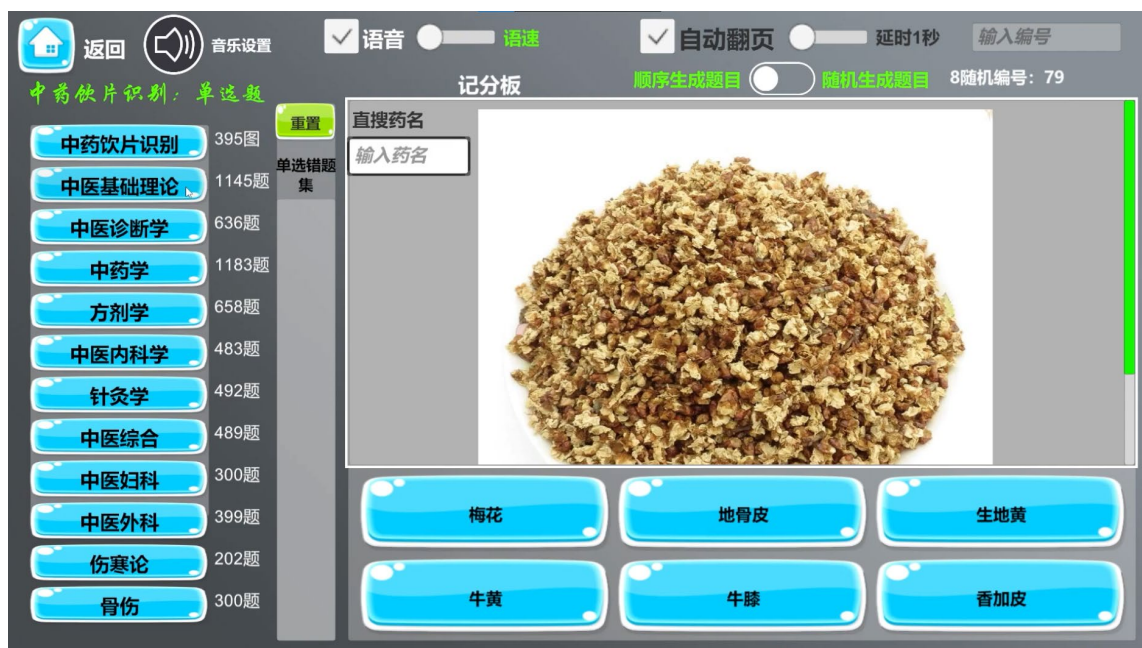 返回
音乐设置
语音
语速
自动翻页
延时1秒
输入编号
中药饮片识别：单选题
记分板
顺序生成题目
随机生成题目
8随机编号：79
中药饮片识别
395图
中医基础理论
1145题
中医诊断学
636题
中药学
1183题
方剂学
658题
中医内科学
483题
针灸学
492题
中医综合
489题
中医妇科
300题
中医外科
399题
伤寒论
202题
骨伤
300题
重置
单选错题
集
直搜药名
输入药名
梅花
地骨皮
生地黄
牛黄
牛膝
香加皮